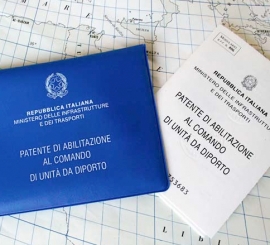 REPUBBLICA ITALIANA
MINISTERO DELLE INFRASTRUTTURE
E DEI TRASPORTI
PATENTE DI ABILITAZIONE
AL COMANDO
DI UNITÀ DA DIPORTO
REPUBBLICA ITALIANA
MINISTERO DELLE INFRASTRUTTURE
E DEI TRASPORTI
PATENTE DI ABILITAZIONE
AL COMANDO
DI UNITÀ DA DIPORTO